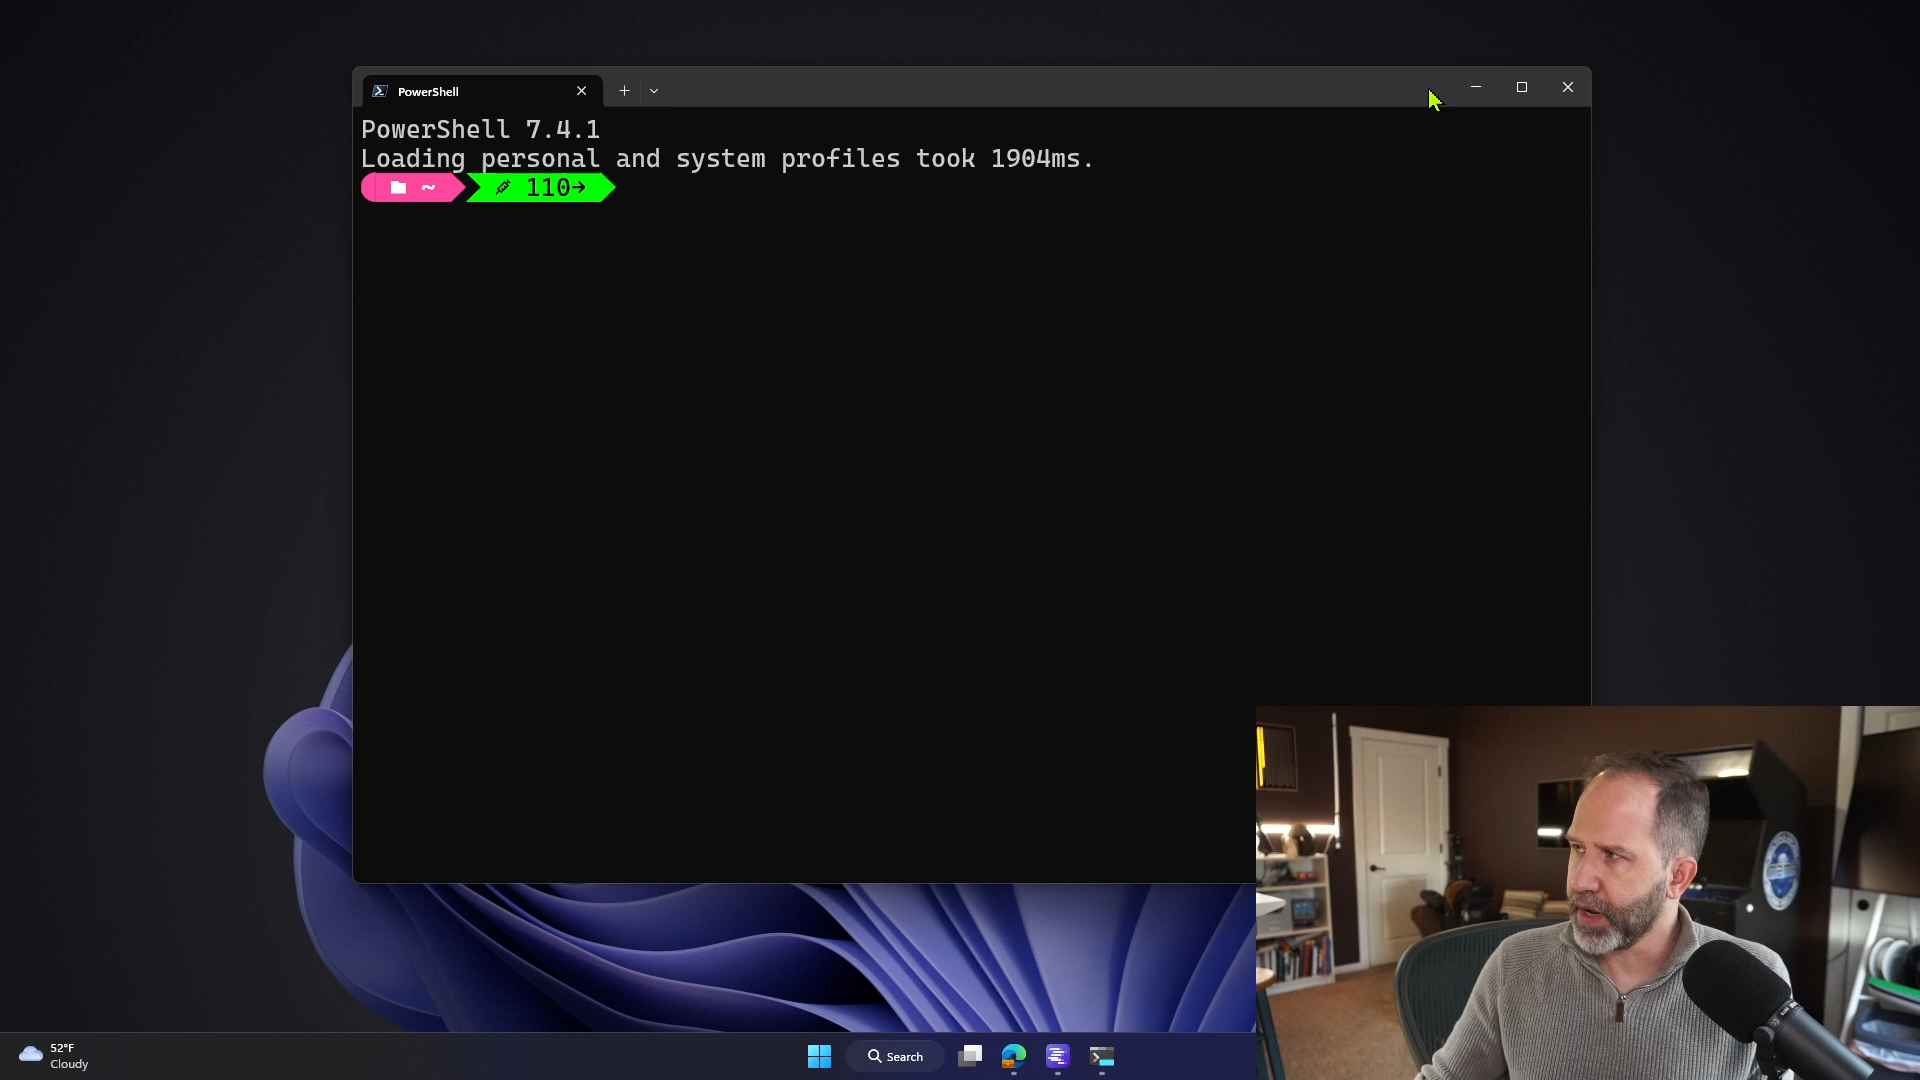 PowerShell
PowerShell 7.4.1
Loading personal and system profiles took 1904ms.
~ 110→
52°F
Cloudy
Search